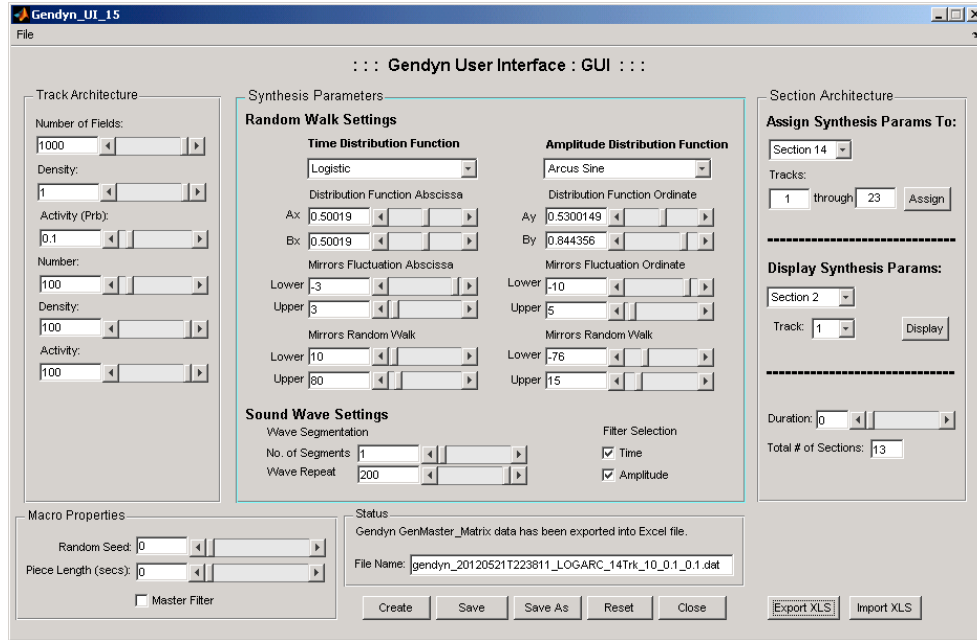 Gendyn_UI_15
File
: : : Gendyn User Interface : GUI : : :
Track Architecture
Number of Fields:
1000
Density:
1
Activity (Prb):
0.1
Number:
100
Density:
100
Activity:
100
Synthesis Parameters
Random Walk Settings
Time Distribution Function
Logistic
Distribution Function Abscissa
Ax 0.50019
Bx 0.50019
Mirrors Fluctuation Abscissa
Lower -3
Upper 3
Mirrors Random Walk
Lower 10
Upper 80
Amplitude Distribution Function
Arcus Sine
Distribution Function Ordinate
Ay 0.5300149
By 0.844356
Mirrors Fluctuation Ordinate
Lower -10
Upper 5
Mirrors Random Walk
Lower -76
Upper 15
Sound Wave Settings
Wave Segmentation
No. of Segments 1
Wave Repeat 200
Filter Selection
Time
Amplitude
Section Architecture
Assign Synthesis Params To:
Section 14
Tracks:
1 through 23 Assign
Display Synthesis Params:
Section 2
Track: 1 Display
Duration: 0
Total # of Sections: 13
Macro Properties
Random Seed: 0
Piece Length (secs): 0
Master Filter
Status
Gendyn GenMaster_Matrix data has been exported into Excel file.
File Name: gendyn_20120521T223811_LOGARC_14Trk_10_0.1_0.1.dat
Create Save Save As Reset Close Export XLS Import XLS